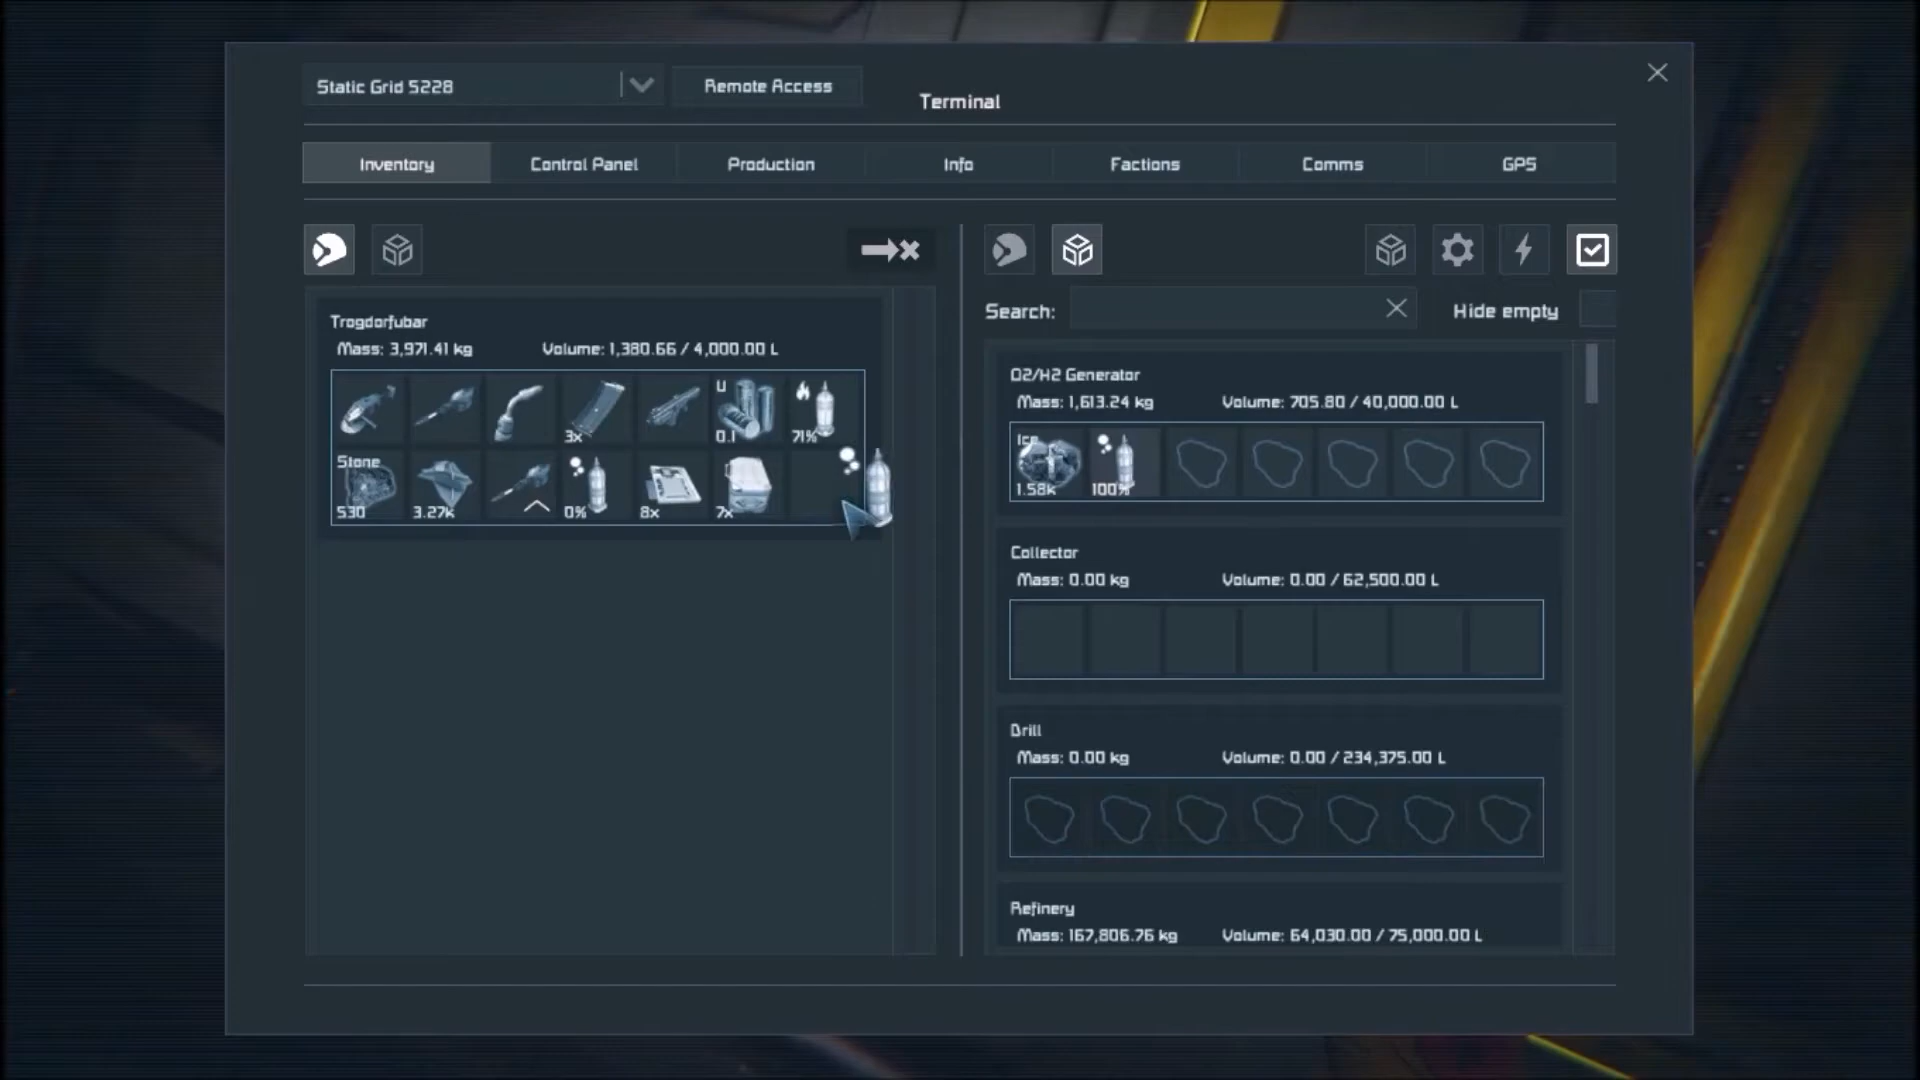 Static Grid 5228
Remote Access
Terminal
Inventory
Control Panel
Production
Info
Factions
Comms
GPS
Trogdorfubar
Mass: 3,971.41 kg Volume: 1,380.66 / 4,000.00 L
3x
U
0.1
71%
Stone
530
3.27k
0%
8x
7x
Search:
Hide empty
O2/H2 Generator
Mass: 1,613.24 kg Volume: 705.80 / 40,000.00 L
Ice
1.58k
100%
Collector
Mass: 0.00 kg Volume: 0.00 / 62,500.00 L
Drill
Mass: 0.00 kg Volume: 0.00 / 234,375.00 L
Refinery
Mass: 167,806.76 kg Volume: 64,030.00 / 75,000.00 L